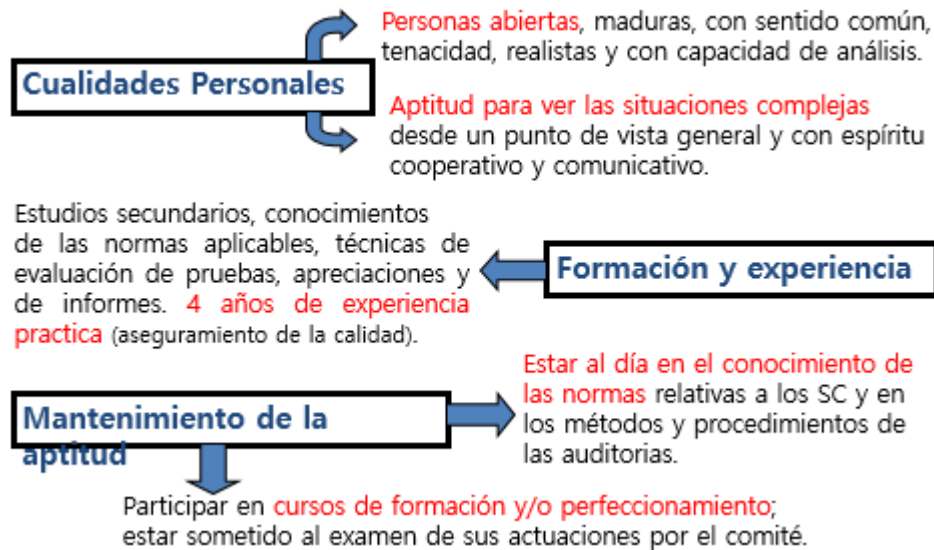 Personas abiertas, maduras, con sentido común,
tenacidad, realistas y con capacidad de análisis.
Cualidades Personales
Aptitud para ver las situaciones complejas
desde un punto de vista general y con espíritu
cooperativo y comunicativo.
Estudios secundarios, conocimientos
de las normas aplicables, técnicas de
evaluación de pruebas, apreciaciones y
de informes. 4 años de experiencia
practica (aseguramiento de la calidad).
Formación y experiencia
Estar al día en el conocimiento de
las normas relativas a los SC y en
los métodos y procedimientos de
las auditorias.
Mantenimiento de la
aptitud
Participar en cursos de formación y/o perfeccionamiento;
estar sometido al examen de sus actuaciones por el comité.